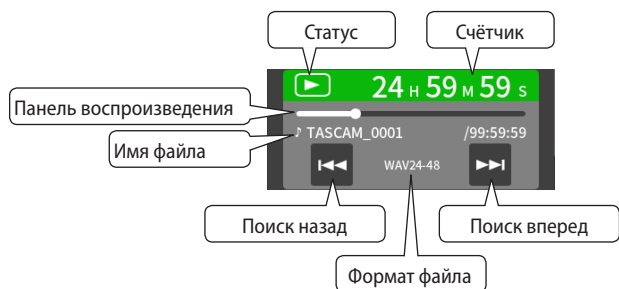 Статус
Счётчик
24 H 59 M 59 S
Панель воспроизведения
♪ TASCAM_0001 /99:59:59
Имя файла
WAV24-48
Поиск назад
Поиск вперед
Формат файла